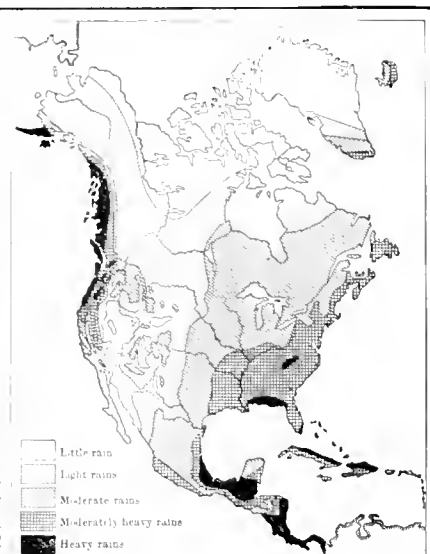 Little rain
Light rains
Moderate rains
Moderately heavy rains
Heavy rains